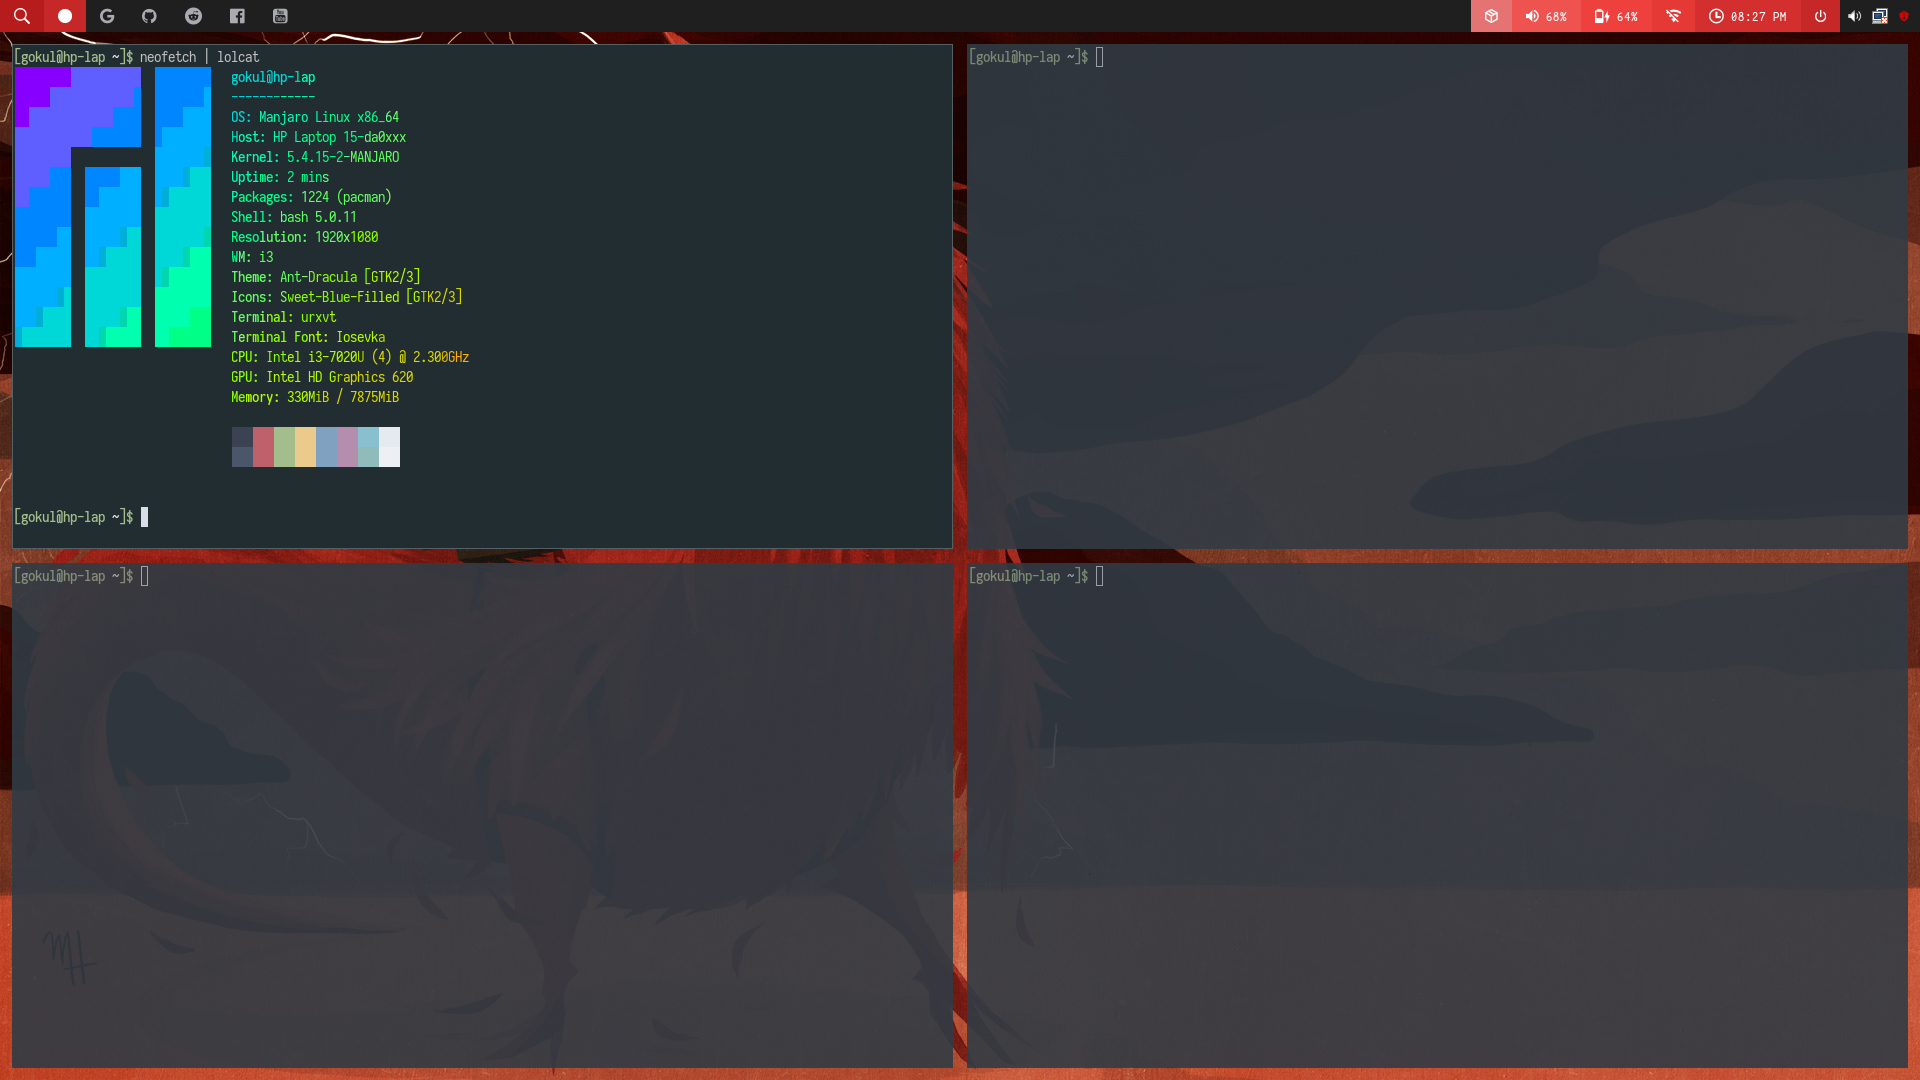 68% 64% 08:27 PM
[gokul@hp-lap ~]$ neofetch | lolcat
gokul@hp-lap
------------
OS: Manjaro Linux x86_64
Host: HP Laptop 15-da0xxx
Kernel: 5.4.15-2-MANJARO
Uptime: 2 mins
Packages: 1224 (pacman)
Shell: bash 5.0.11
Resolution: 1920x1080
WM: i3
Theme: Ant-Dracula [GTK2/3]
Icons: Sweet-Blue-Filled [GTK2/3]
Terminal: urxvt
Terminal Font: Iosevka
CPU: Intel i3-7020U (4) @ 2.300GHz
GPU: Intel HD Graphics 620
Memory: 330MiB / 7875MiB
[gokul@hp-lap ~]$
[gokul@hp-lap ~]$
[gokul@hp-lap ~]$
[gokul@hp-lap ~]$